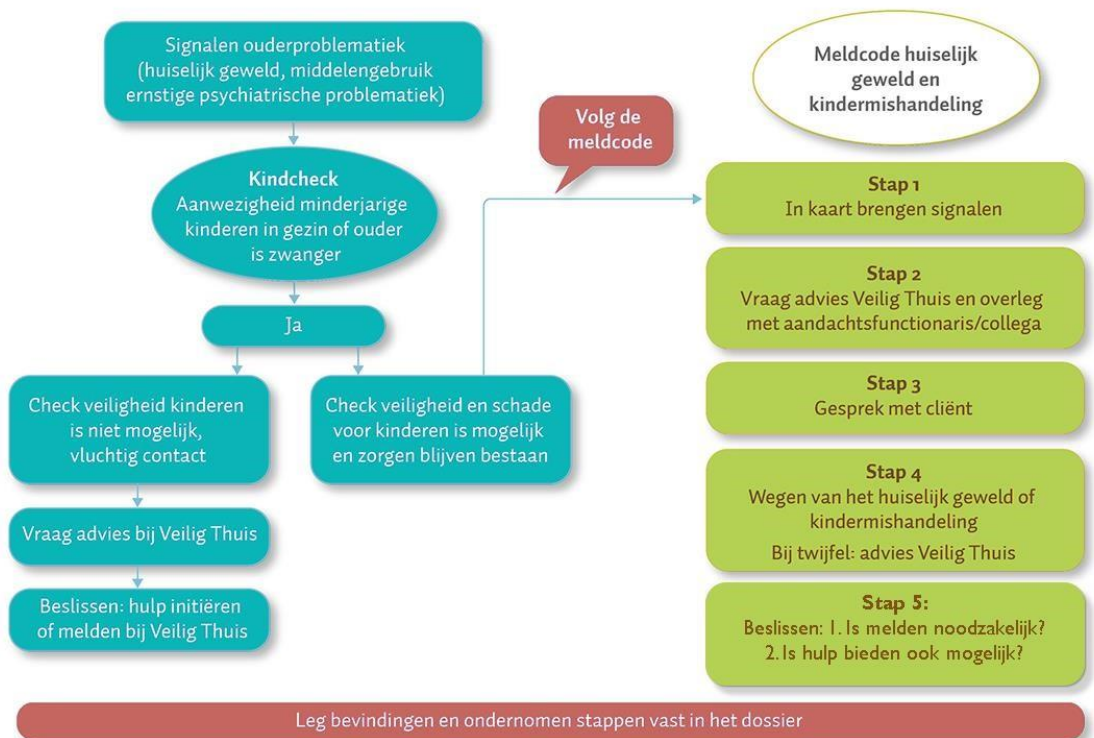 Signalen ouderproblematiek
(huiselijk geweld, middelengebruik
ernstige psychiatrische problematiek)
Kindcheck
Aanwezigheid minderjarige
kinderen in gezin of ouder
is zwanger
Ja
Check veiligheid kinderen
is niet mogelijk,
vluchtig contact
Vraag advies bij Veilig Thuis
Beslissen: hulp initiëren
of melden bij Veilig Thuis
Check veiligheid en schade
voor kinderen is mogelijk
en zorgen blijven bestaan
Volg de
meldcode
Meldcode huiselijk
geweld en
kindermishandeling
Stap 1
In kaart brengen signalen
Stap 2
Vraag advies Veilig Thuis en overleg
met aandachtsfunctionaris/collega
Stap 3
Gesprek met cliënt
Stap 4
Wegen van het huiselijk geweld of
kindermishandeling
Bij twijfel: advies Veilig Thuis
Stap 5:
Beslissen: 1. Is melden noodzakelijk?
2. Is hulp bieden ook mogelijk?
Leg bevindingen en ondernomen stappen vast in het dossier